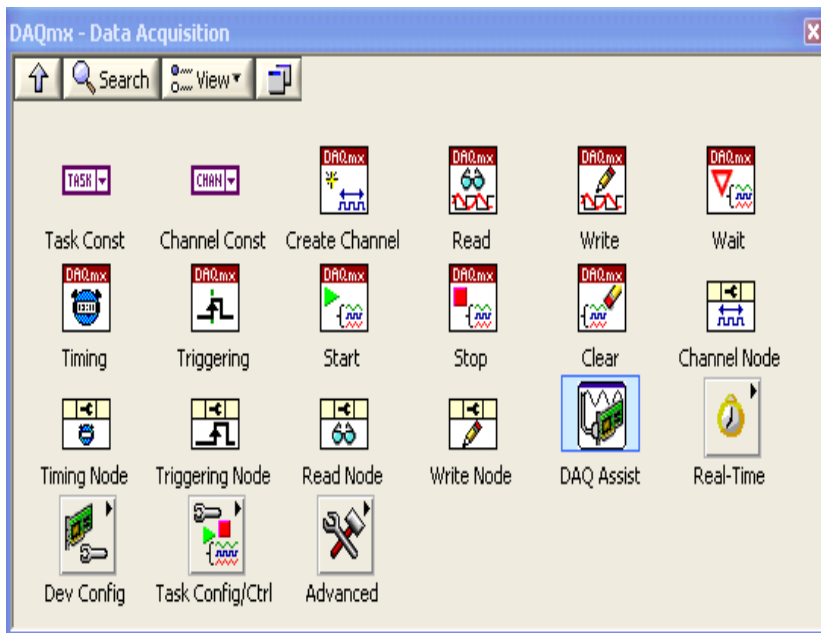 DAQmx - Data Acquisition
Search View
TASK CHAN DAQmx DAQmx DAQmx DAQmx
Task Const Channel Const Create Channel Read Write Wait
DAQmx DAQmx DAQmx DAQmx DAQmx
Timing Triggering Start Stop Clear Channel Node
Timing Node Triggering Node Read Node Write Node DAQ Assist Real-Time
Dev Config Task Config/Ctrl Advanced